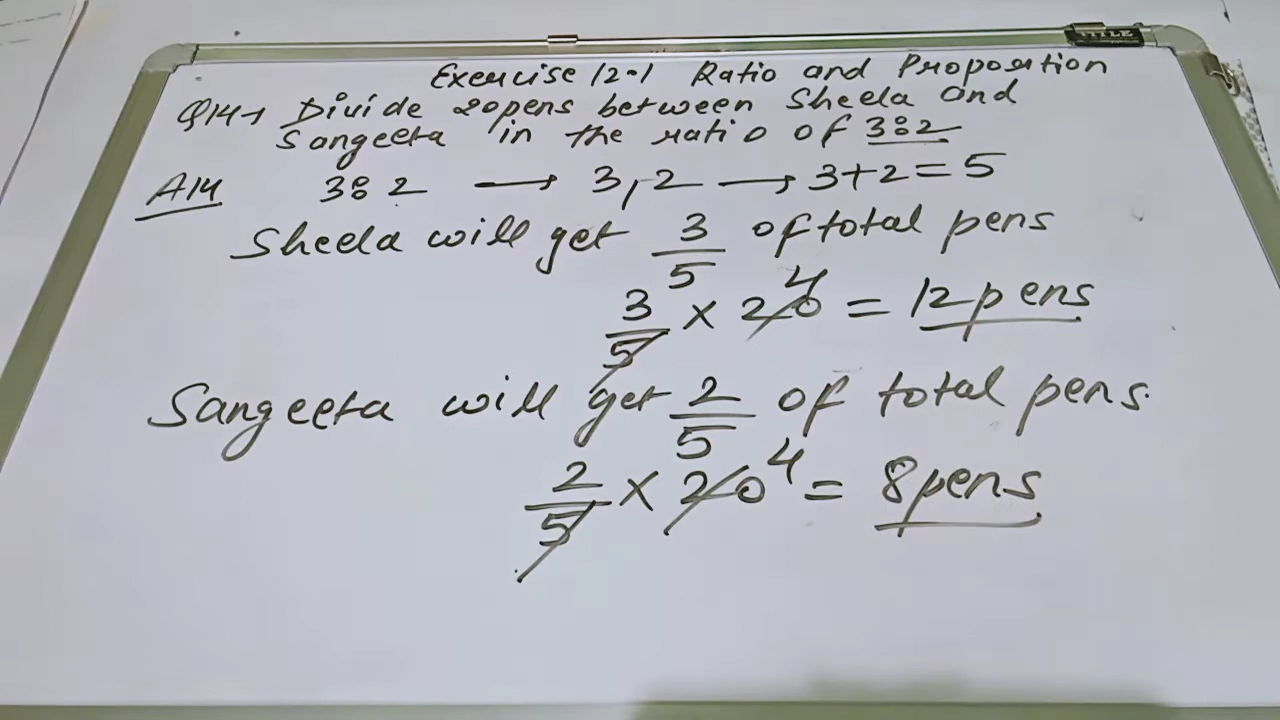 Exercise 12.1 Ratio and Proportion
Q14→ Divide 20pens between Sheela and
Sangeeta in the ratio of 3:2
A14 3:2 → 3,2 → 3+2=5
Sheela will get 3/5 of total pens
3/5 × 20 4 = 12 pens
Sangeeta will get 2/5 of total pens.
2/5 × 20 4 = 8 pens